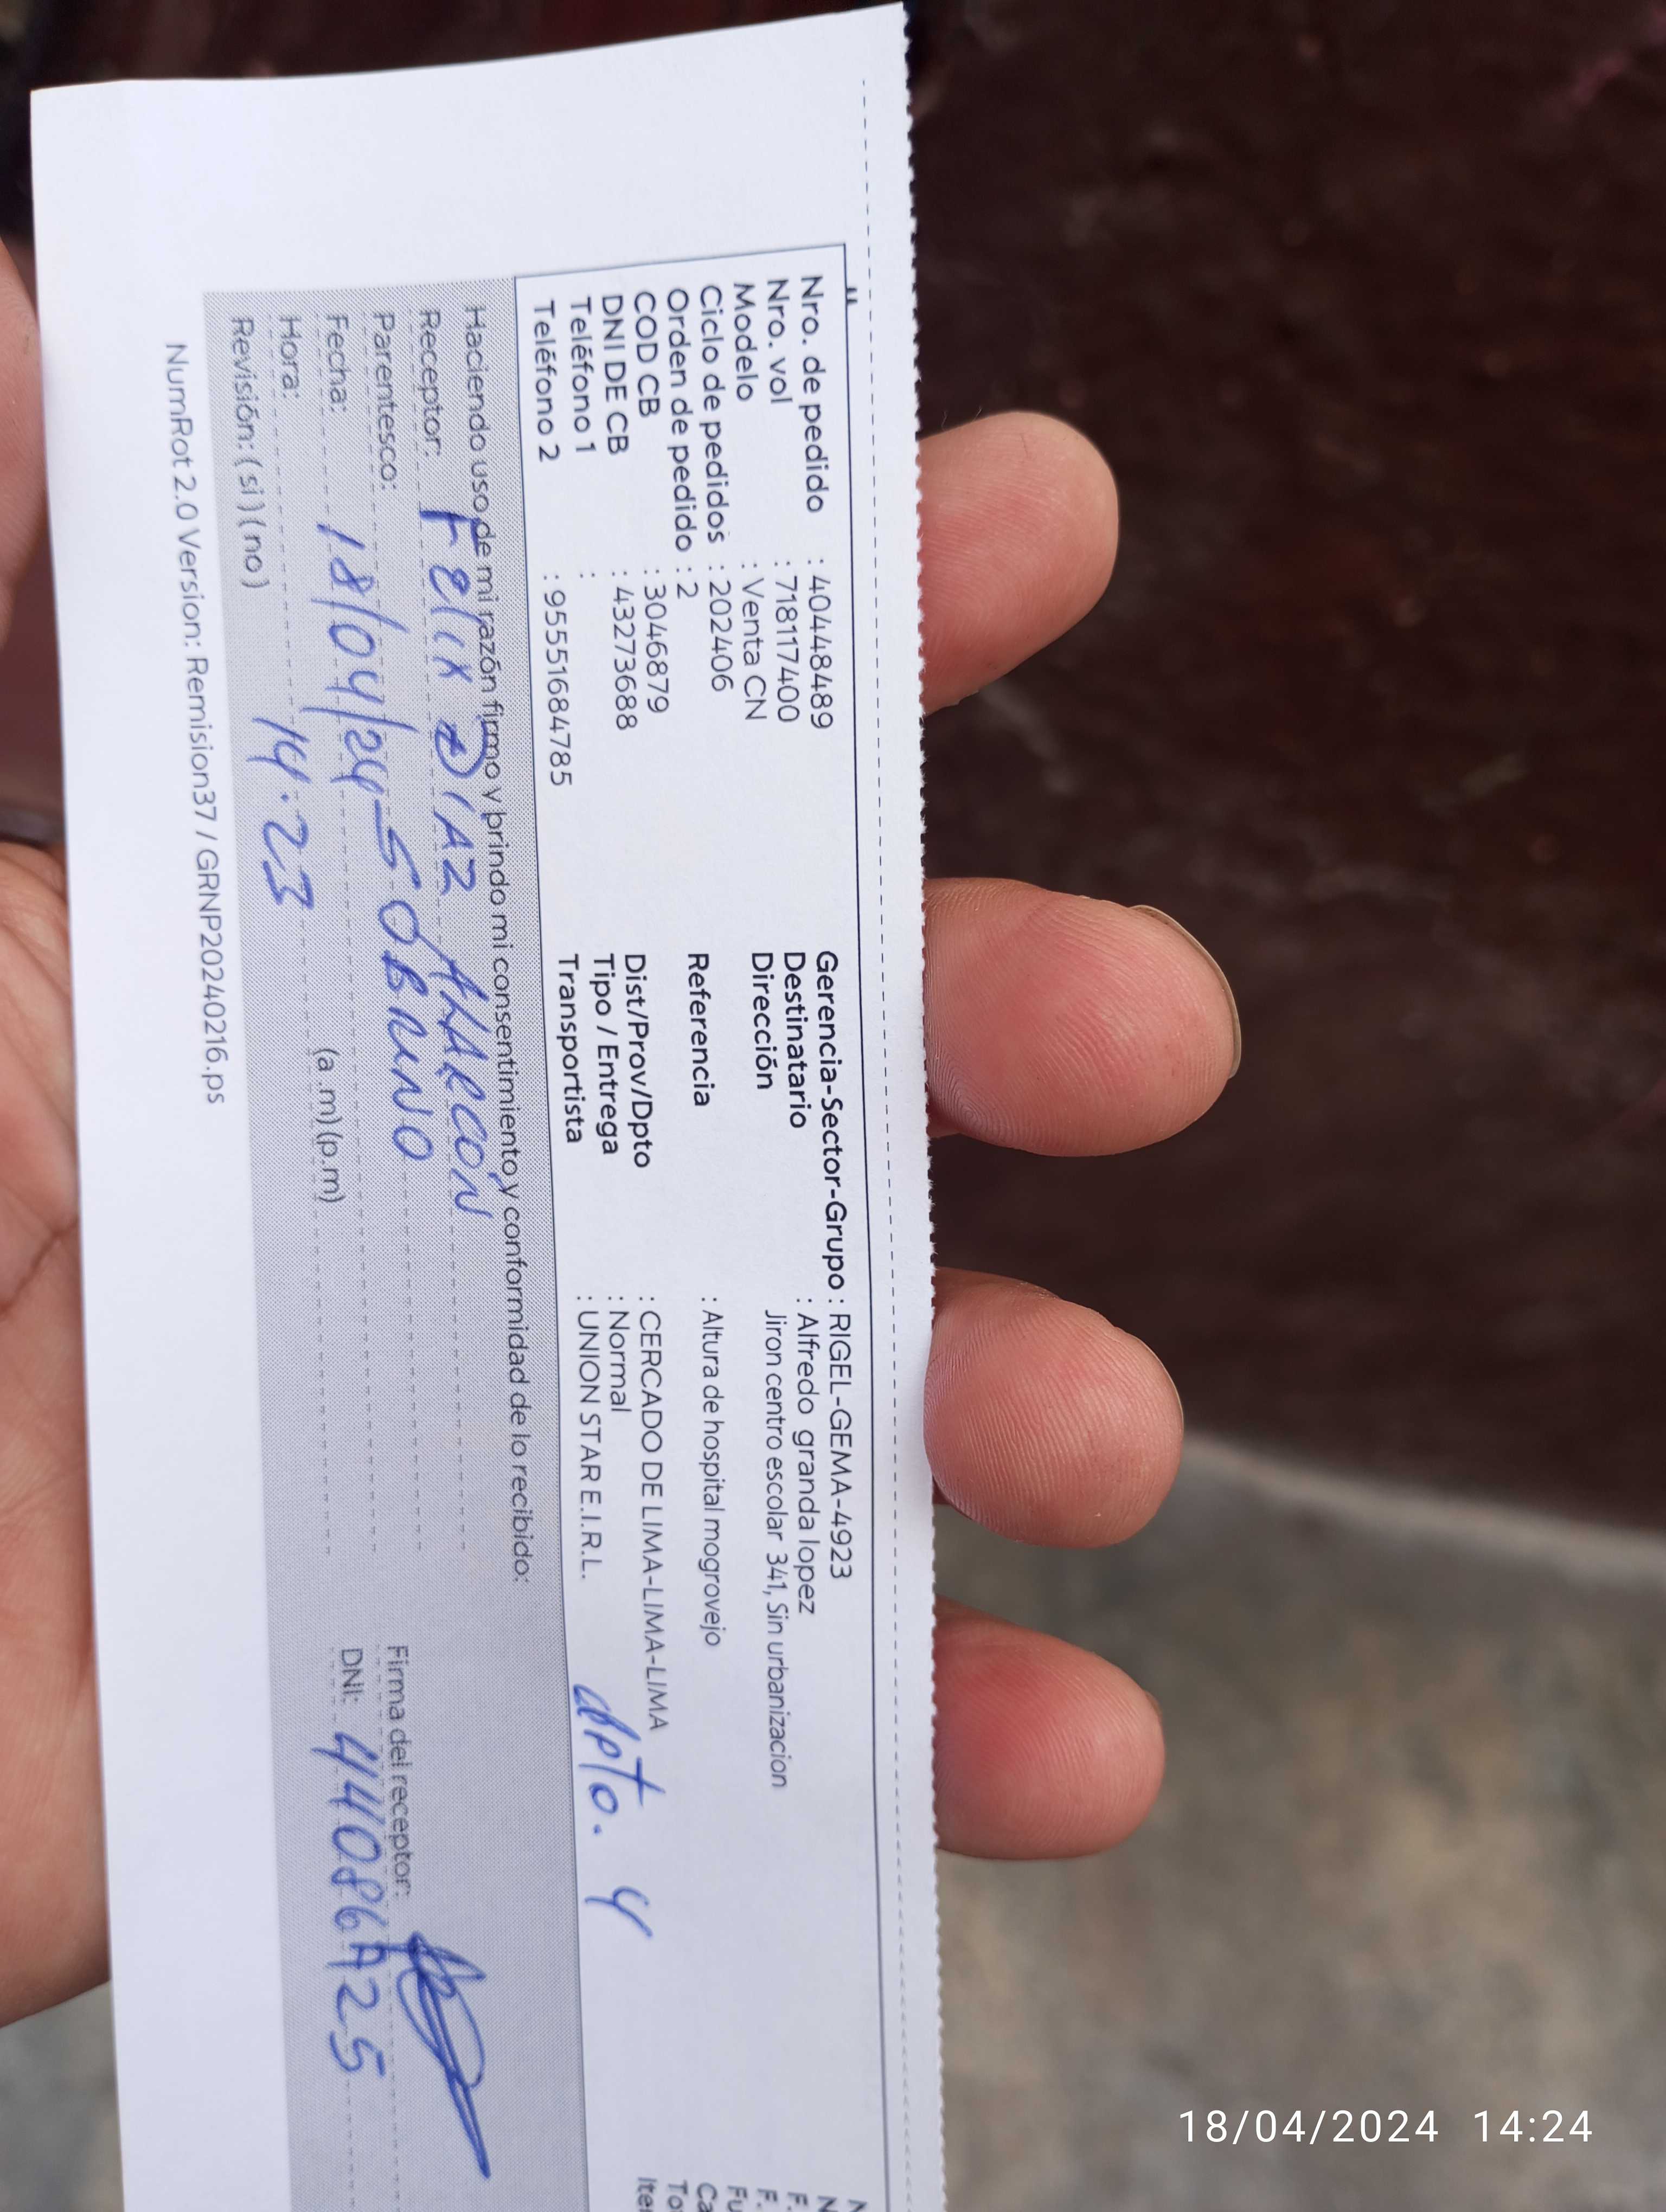 Nro. de pedido : 40448489
Nro. vol : 718117400
Modelo : Venta CN
Ciclo de pedidos : 202406
Orden de pedido : 2
COD CB : 3046879
DNI DE CB : 43273688
Teléfono 1 :
Teléfono 2 : 95551684785
Gerencia-Sector-Grupo : RIGEL-GEMA-4923
Destinatario : Alfredo granda lopez
Dirección Jiron centro escolar 341, Sin urbanizacion
Referencia : Altura de hospital mogrovejo
Dist/Prov/Dpto : CERCADO DE LIMA-LIMA-LIMA
Tipo / Entrega : Normal
Transportista : UNION STAR E.I.R.L.
dpto. 4
Haciendo uso de mi razón firmo y brindo mi consentimiento y conformidad de lo recibido:
Receptor: Felix DIAZ ALARCÓN
Parentesco: SOBRINO
Fecha: 18/04/24
Hora: 14.23 (a.m) (p.m)
Revisión: (si) (no)
Firma del receptor:
DNI:
NumRot 2.0 Version: Remision37 / GRNP20240216.ps
18/04/2024 14:24